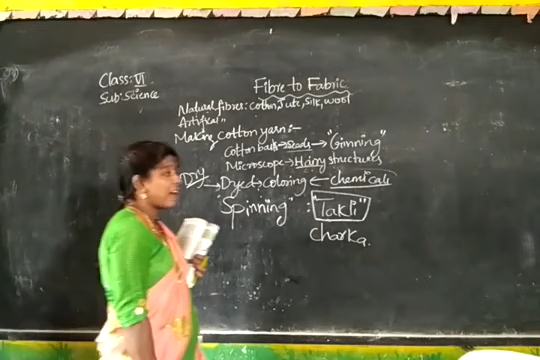 Class: VI
Sub: Science
Fibre to Fabric
Natural fibres: cotton, Jute, Silk, wool
Artificial "
Making cotton yarn:-
Cotton balls → Seeds → "Ginning"
Microscope → Hairy structures
Dry → Dyed → coloring ← chemicals
"Spinning" : "Takli"
charka.